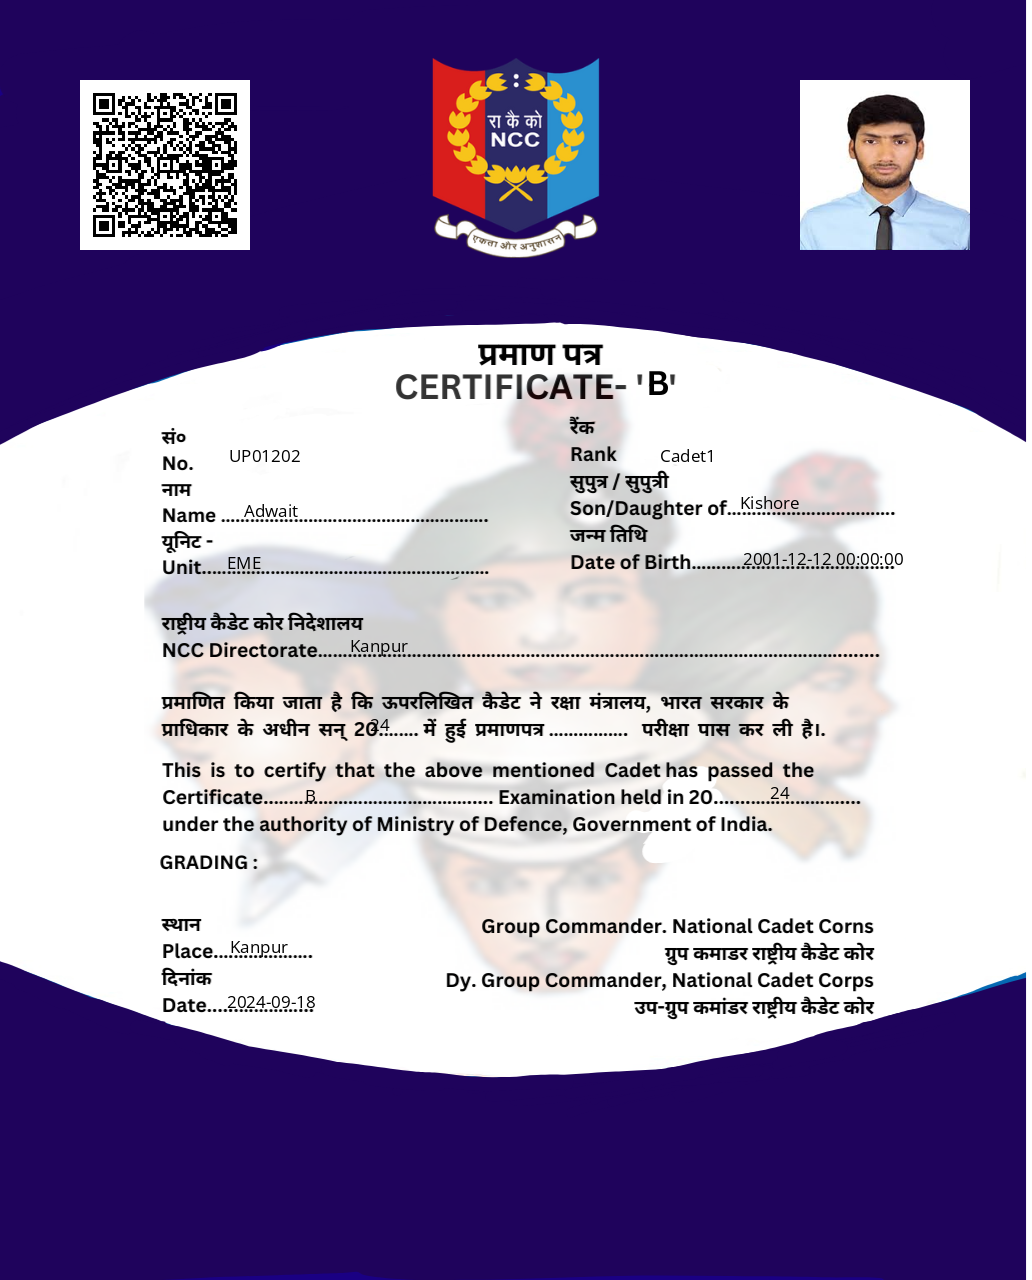 रा कै को
NCC
एकता और अनुशासन
प्रमाण पत्र
CERTIFICATE- 'B'
सं०
No. UP01202
नाम
Name ........ Adwait ........
यूनिट -
Unit........ EME ........
रैंक
Rank Cadet1
सुपुत्र / सुपुत्री
Son/Daughter of........ Kishore ........
जन्म तिथि
Date of Birth........ 2001-12-12 00:00:00
राष्ट्रीय कैडेट कोर निदेशालय
NCC Directorate........ Kanpur ........
प्रमाणित किया जाता है कि ऊपरलिखित कैडेट ने रक्षा मंत्रालय, भारत सरकार के
प्राधिकार के अधीन सन् 20 24 ........ में हुई प्रमाणपत्र ................ परीक्षा पास कर ली है।.
This is to certify that the above mentioned Cadet has passed the
Certificate........ B ........ Examination held in 20........ 24 ........
under the authority of Ministry of Defence, Government of India.
GRADING :
स्थान
Place........ Kanpur ........
दिनांक
Date........ 2024-09-18
Group Commander. National Cadet Corns
ग्रुप कमाडर राष्ट्रीय कैडेट कोर
Dy. Group Commander, National Cadet Corps
उप-ग्रुप कमांडर राष्ट्रीय कैडेट कोर